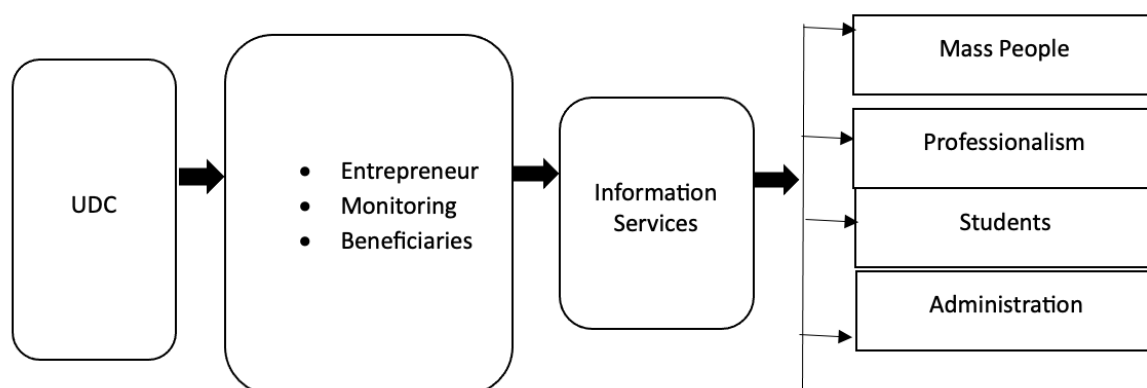 UDC
• Entrepreneur
• Monitoring
• Beneficiaries
Information
Services
Mass People
Professionalism
Students
Administration